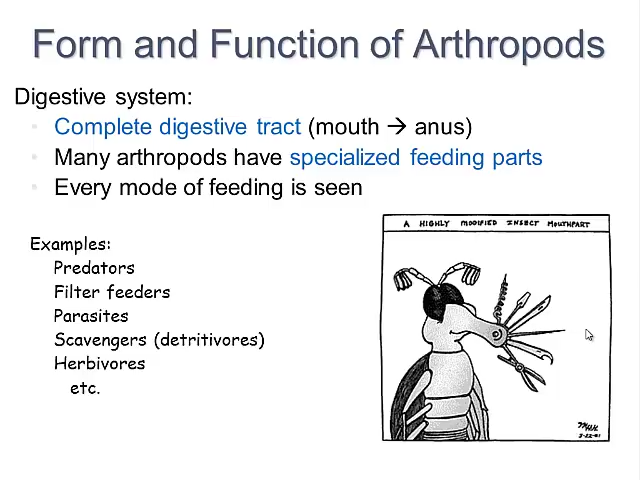 Form and Function of Arthropods
Digestive system:
• Complete digestive tract (mouth → anus)
• Many arthropods have specialized feeding parts
• Every mode of feeding is seen
Examples:
Predators
Filter feeders
Parasites
Scavengers (detritivores)
Herbivores
etc.
A HIGHLY MODIFIED INSECT MOUTHPART